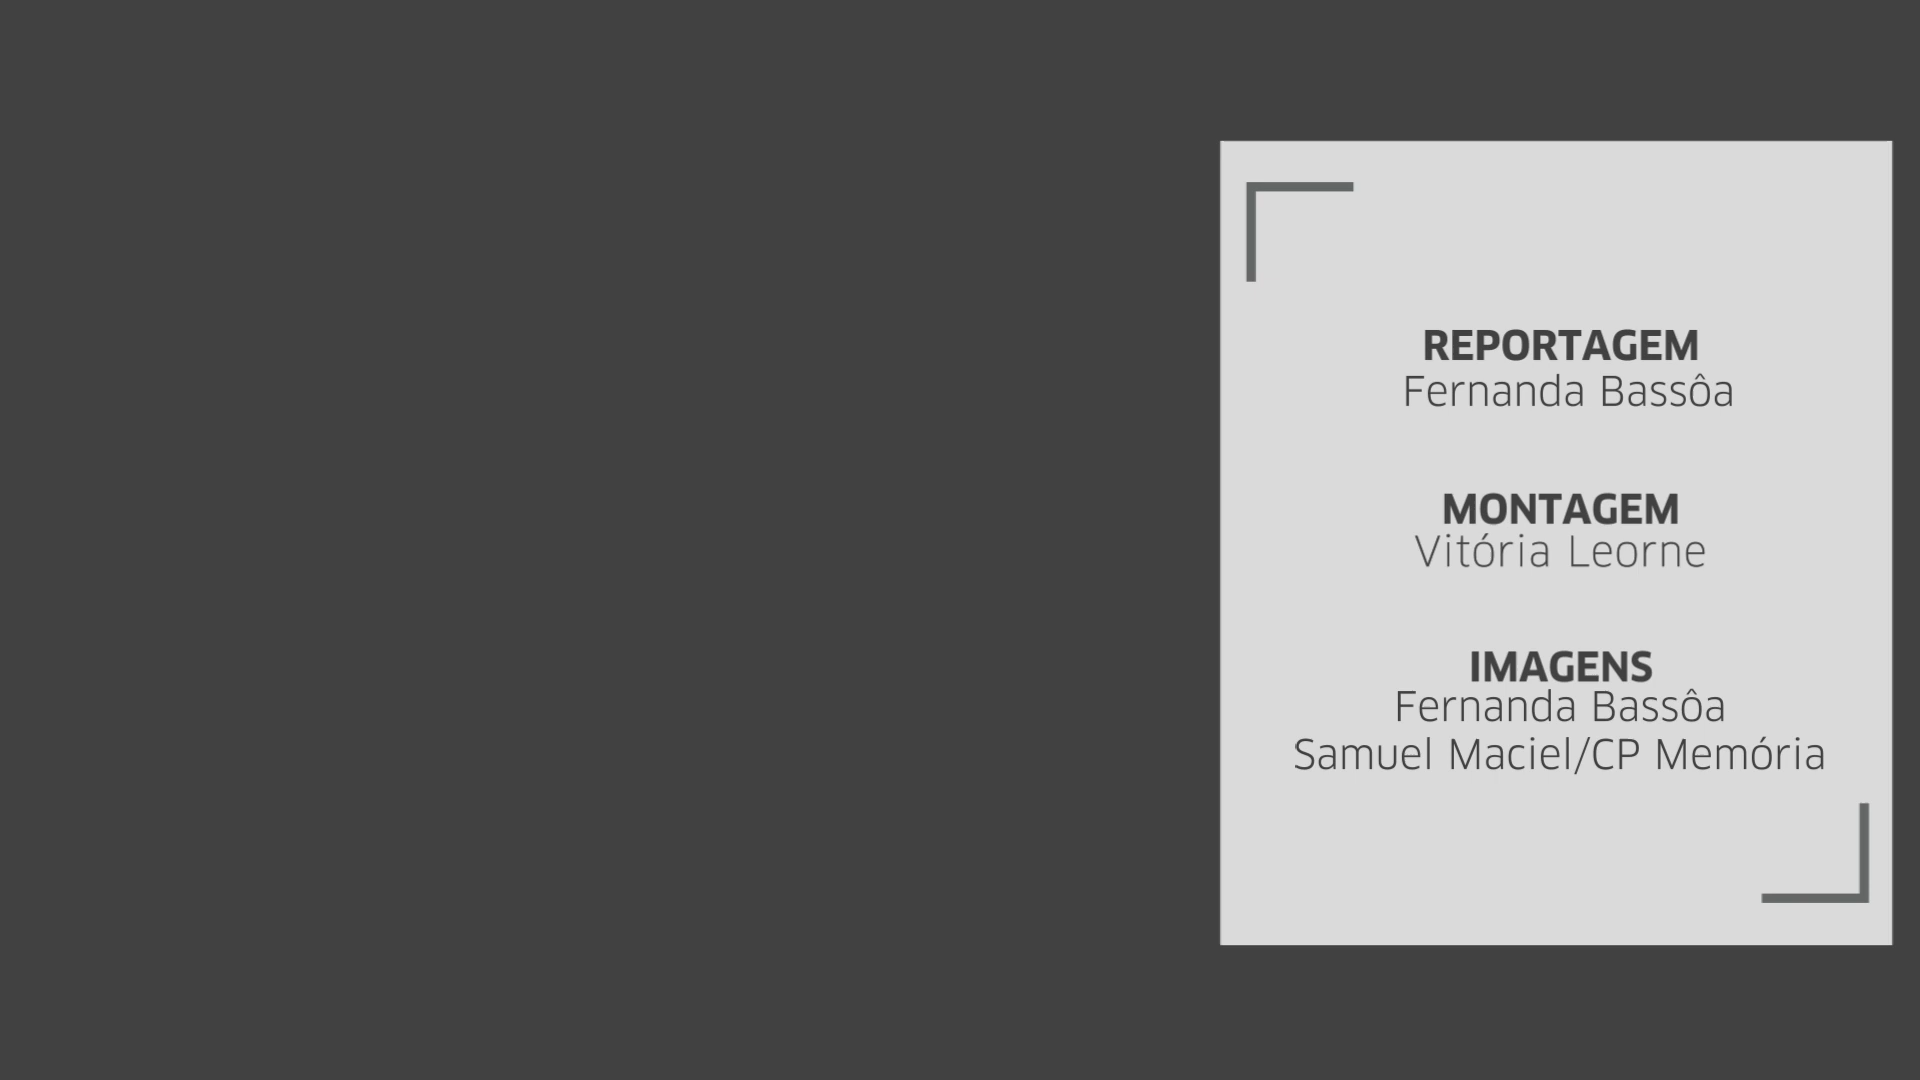 REPORTAGEM
Fernanda Bassôa
MONTAGEM
Vitória Leorne
IMAGENS
Fernanda Bassôa
Samuel Maciel/CP Memória